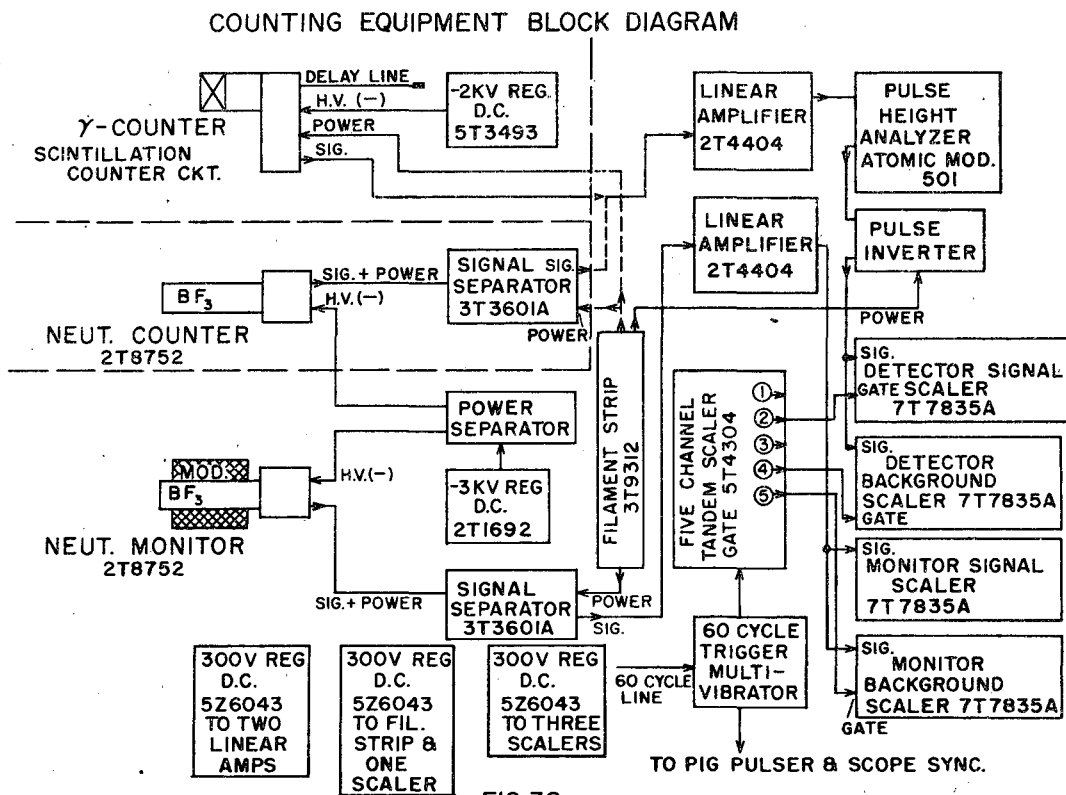 COUNTING EQUIPMENT BLOCK DIAGRAM
DELAY LINE
H.V. (-)
POWER
SIG.
γ-COUNTER
SCINTILLATION
COUNTER CKT.
-2KV REG.
D.C.
5T3493
LINEAR
AMPLIFIER
2T4404
PULSE
HEIGHT
ANALYZER
ATOMIC MOD.
501
LINEAR
AMPLIFIER
2T4404
PULSE
INVERTER
POWER
BF3
SIG.+ POWER
H.V.(-)
NEUT. COUNTER
2T8752
SIGNAL SIG.
SEPARATOR
3T3601A
POWER
POWER
SEPARATOR
-3KV REG
D.C.
2T1692
MOD.
BF3
H.V.(-)
NEUT. MONITOR
2T8752
SIG.+ POWER
SIGNAL
SEPARATOR
3T3601A
POWER
SIG.
FILAMENT STRIP
3T9312
FIVE CHANNEL
TANDEM SCALER
GATE 5T4304
1
2
3
4
5
SIG.
DETECTOR SIGNAL
GATE SCALER
7T7835A
SIG.
DETECTOR
BACKGROUND
SCALER 7T7835A
GATE
SIG.
MONITOR SIGNAL
SCALER
7T7835A
SIG.
MONITOR
BACKGROUND
SCALER 7T7835A
GATE
300V REG
D.C.
5Z6043
TO TWO
LINEAR
AMPS
300V REG
D.C.
5Z6043
TO FIL.
STRIP &
ONE
SCALER
300V REG
D.C.
5Z6043
TO THREE
SCALERS
60 CYCLE
LINE
60 CYCLE
TRIGGER
MULTI-
VIBRATOR
TO PIG PULSER & SCOPE SYNC.